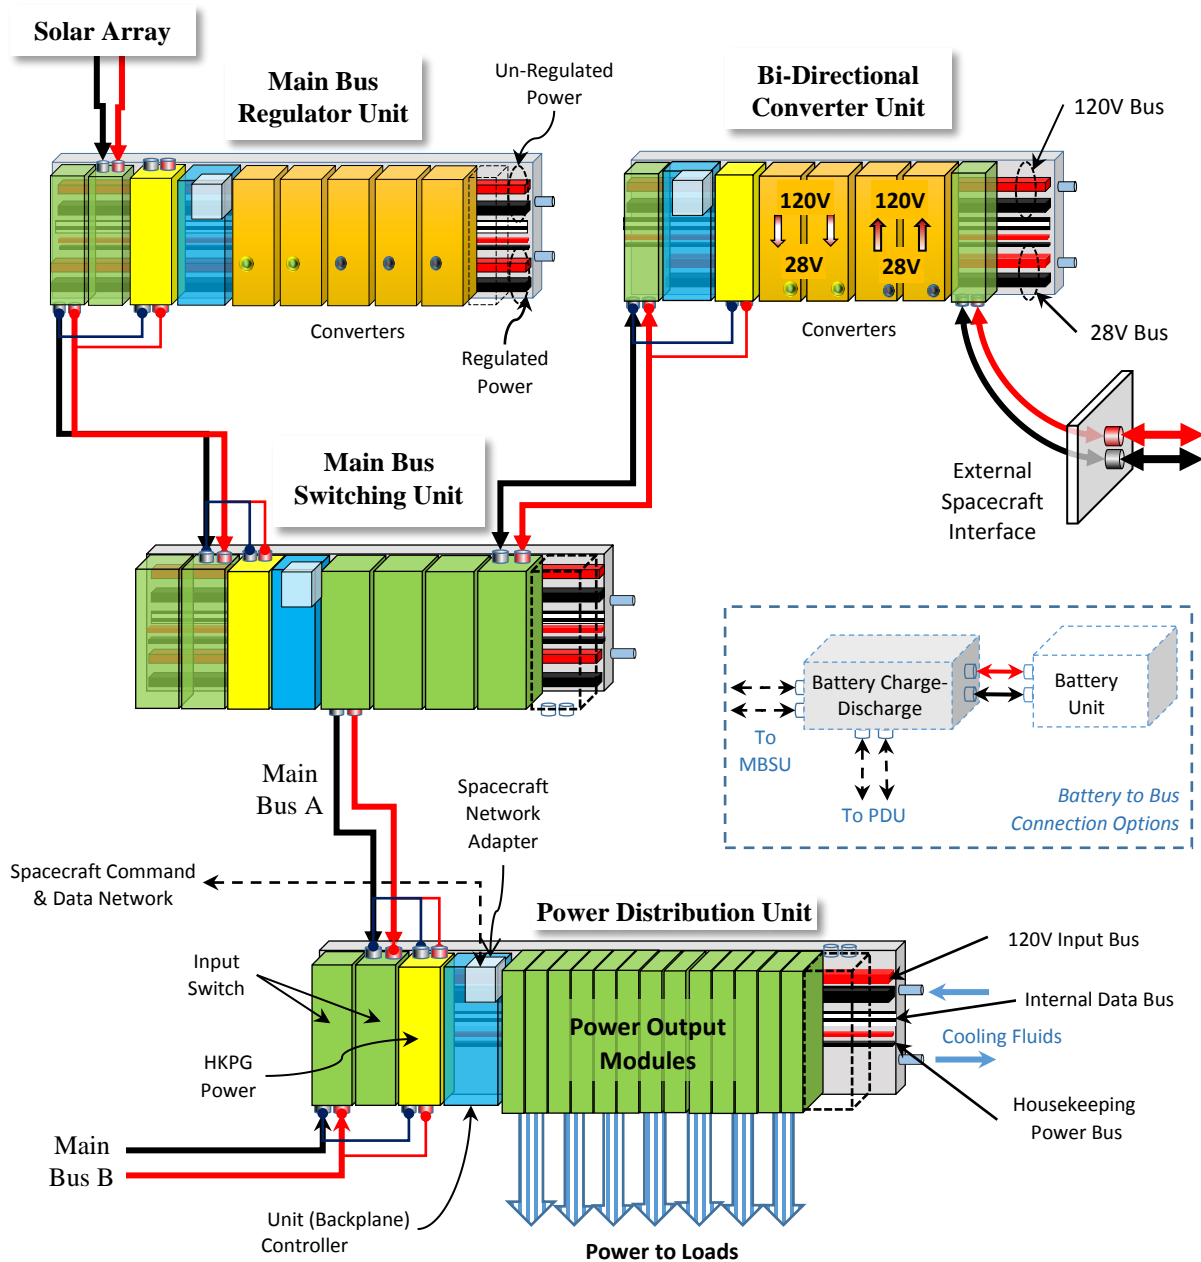 Solar Array
Main Bus
Regulator Unit
Un-Regulated
Power
Bi-Directional
Converter Unit
120V Bus
120V
28V
120V
28V
Converters
Regulated
Power
Converters
28V Bus
Main Bus
Switching Unit
External
Spacecraft
Interface
Battery Charge-
Discharge
Battery
Unit
To
MBSU
To PDU
Battery to Bus
Connection Options
Main
Bus A
Spacecraft
Network
Adapter
Spacecraft Command
& Data Network
Power Distribution Unit
120V Input Bus
Input
Switch
Internal Data Bus
Power Output
Modules
Cooling Fluids
HKPG
Power
Housekeeping
Power Bus
Main
Bus B
Unit (Backplane)
Controller
Power to Loads